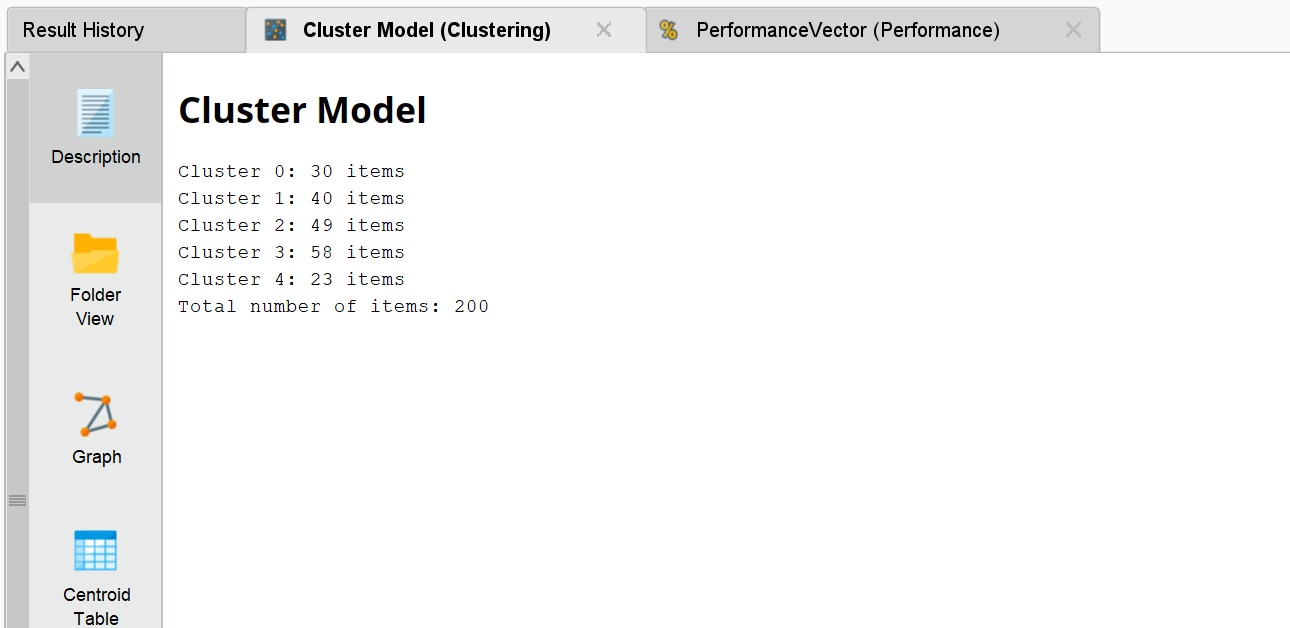 Result History
Cluster Model (Clustering)
PerformanceVector (Performance)
Description
Folder
View
Graph
Centroid
Table
Cluster Model
Cluster 0: 30 items
Cluster 1: 40 items
Cluster 2: 49 items
Cluster 3: 58 items
Cluster 4: 23 items
Total number of items: 200